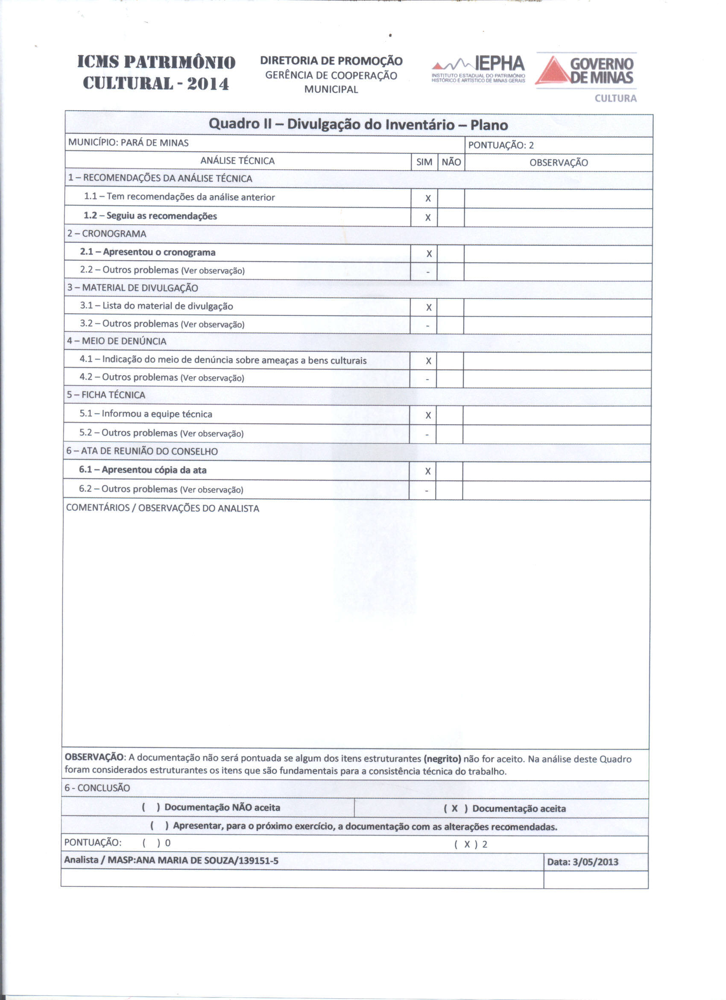 ICMS PATRIMÔNIO
CULTURAL - 2014
DIRETORIA DE PROMOÇÃO
GERÊNCIA DE COOPERAÇÃO
MUNICIPAL
IEPHA
INSTITUTO ESTADUAL DO PATRIMÔNIO
HISTÓRICO E ARTÍSTICO DE MINAS GERAIS
GOVERNO
DE MINAS
CULTURA
Quadro II – Divulgação do Inventário – Plano
MUNICÍPIO: PARÁ DE MINAS PONTUAÇÃO: 2
ANÁLISE TÉCNICA SIM NÃO OBSERVAÇÃO
1 – RECOMENDAÇÕES DA ANÁLISE TÉCNICA
1.1 – Tem recomendações da análise anterior X
1.2 – Seguiu as recomendações X
2 – CRONOGRAMA
2.1 – Apresentou o cronograma X
2.2 – Outros problemas (Ver observação) -
3 – MATERIAL DE DIVULGAÇÃO
3.1 – Lista do material de divulgação X
3.2 – Outros problemas (Ver observação) -
4 – MEIO DE DENÚNCIA
4.1 – Indicação do meio de denúncia sobre ameaças a bens culturais X
4.2 – Outros problemas (Ver observação) -
5 – FICHA TÉCNICA
5.1 – Informou a equipe técnica X
5.2 – Outros problemas (Ver observação) -
6 – ATA DE REUNIÃO DO CONSELHO
6.1 – Apresentou cópia da ata X
6.2 – Outros problemas (Ver observação) -
COMENTÁRIOS / OBSERVAÇÕES DO ANALISTA
OBSERVAÇÃO: A documentação não será pontuada se algum dos itens estruturantes (negrito) não for aceito. Na análise deste Quadro
foram considerados estruturantes os itens que são fundamentais para a consistência técnica do trabalho.
6 - CONCLUSÃO
( ) Documentação NÃO aceita ( X ) Documentação aceita
( ) Apresentar, para o próximo exercício, a documentação com as alterações recomendadas.
PONTUAÇÃO: ( ) 0 ( X ) 2
Analista / MASP:ANA MARIA DE SOUZA/139151-5 Data: 3/05/2013